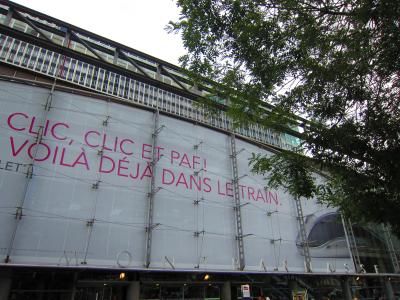 CLIC, CLIC ET PAF!
VOILÀ DÉJÀ DANS LE TRAIN.